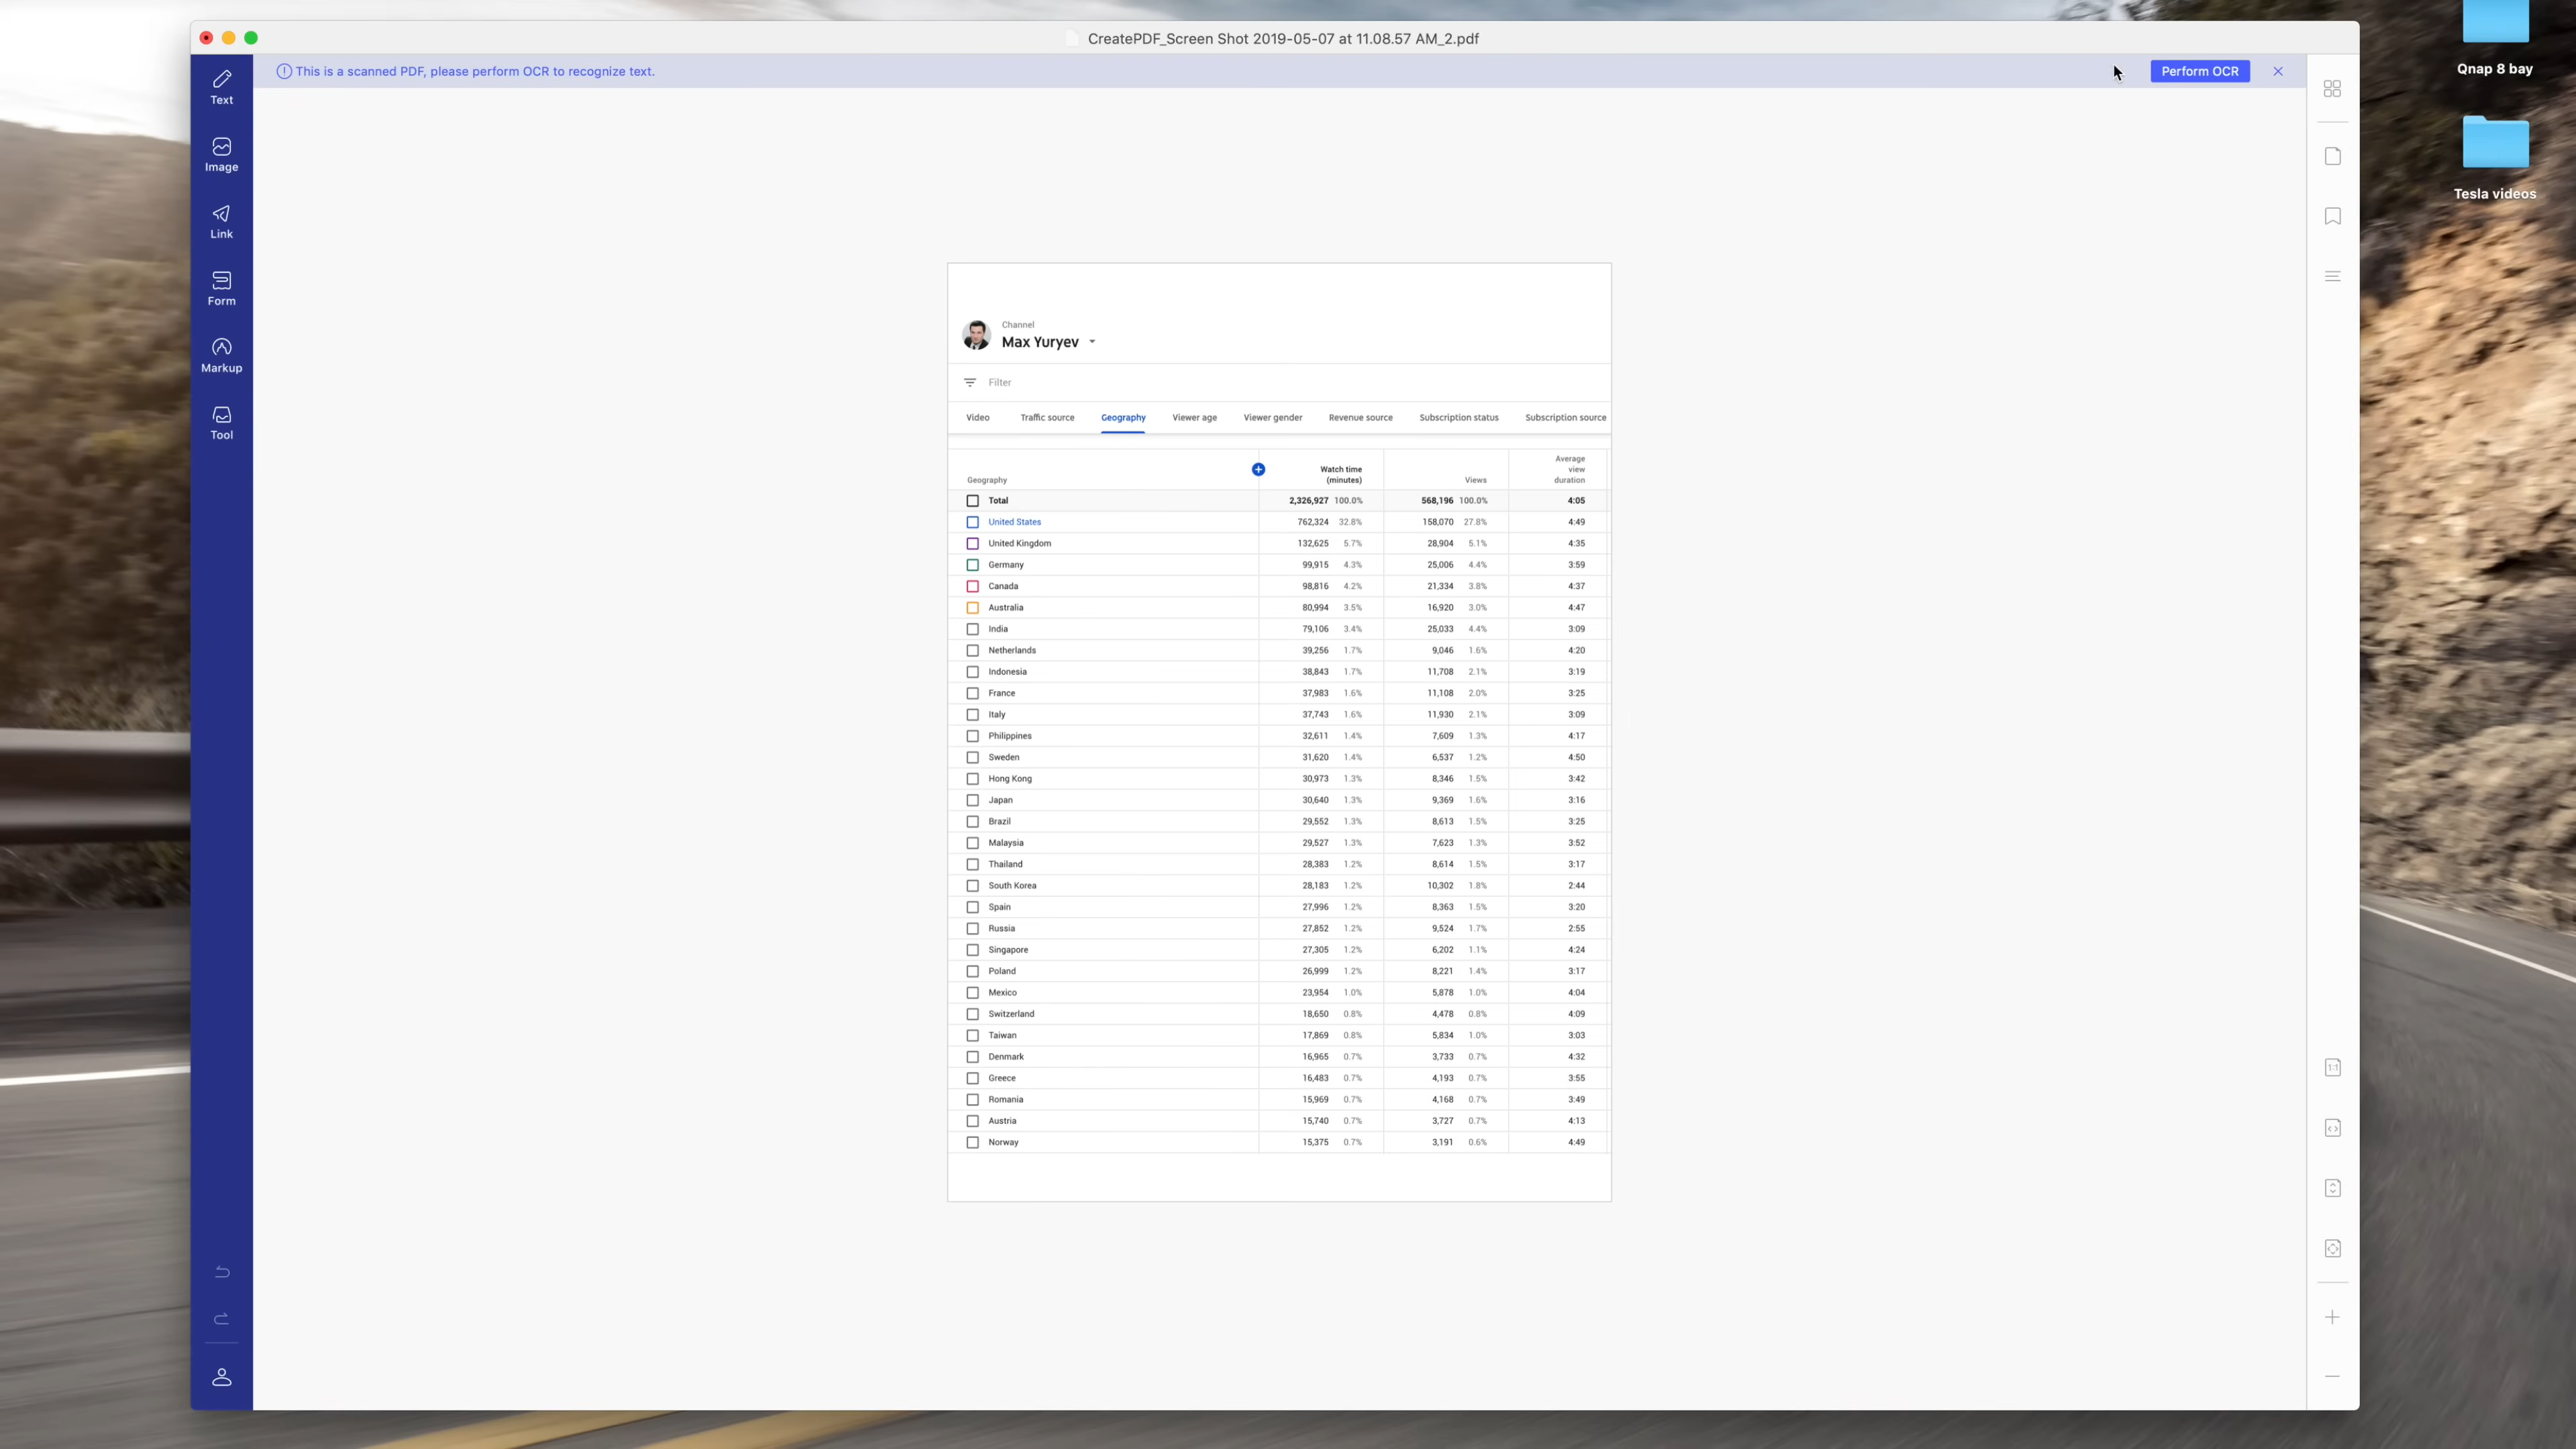 CreatePDF_Screen Shot 2019-05-07 at 11.08.57 AM_2.pdf
This is a scanned PDF, please perform OCR to recognize text.
Perform OCR
Qnap 8 bay
Tesla videos
Text
Image
Link
Form
Markup
Tool
Channel
Max Yuryev
Filter
Video Traffic source Geography Viewer age Viewer gender Revenue source Subscription status Subscription source
Geography Watch time (minutes) Views Average view duration
Total 2,326,927 100.0% 568,196 100.0% 4:05
United States 762,324 32.8% 158,070 27.8% 4:49
United Kingdom 132,625 5.7% 28,904 5.1% 4:35
Germany 99,915 4.3% 25,006 4.4% 3:59
Canada 98,816 4.2% 21,334 3.8% 4:37
Australia 80,994 3.5% 16,920 3.0% 4:47
India 79,106 3.4% 25,033 4.4% 3:09
Netherlands 39,256 1.7% 9,046 1.6% 4:20
Indonesia 38,843 1.7% 11,708 2.1% 3:19
France 37,983 1.6% 11,108 2.0% 3:25
Italy 37,743 1.6% 11,930 2.1% 3:09
Philippines 32,611 1.4% 7,609 1.3% 4:17
Sweden 31,620 1.4% 6,537 1.2% 4:50
Hong Kong 30,973 1.3% 8,346 1.5% 3:42
Japan 30,640 1.3% 9,369 1.6% 3:16
Brazil 29,552 1.3% 8,613 1.5% 3:25
Malaysia 29,527 1.3% 7,623 1.3% 3:52
Thailand 28,383 1.2% 8,614 1.5% 3:17
South Korea 28,183 1.2% 10,302 1.8% 2:44
Spain 27,996 1.2% 8,363 1.5% 3:20
Russia 27,852 1.2% 9,524 1.7% 2:55
Singapore 27,305 1.2% 6,202 1.1% 4:24
Poland 26,999 1.2% 8,221 1.4% 3:17
Mexico 23,954 1.0% 5,878 1.0% 4:04
Switzerland 18,650 0.8% 4,478 0.8% 4:09
Taiwan 17,869 0.8% 5,834 1.0% 3:03
Denmark 16,965 0.7% 3,733 0.7% 4:32
Greece 16,483 0.7% 4,193 0.7% 3:55
Romania 15,969 0.7% 4,168 0.7% 3:49
Austria 15,740 0.7% 3,727 0.7% 4:13
Norway 15,375 0.7% 3,191 0.6% 4:49
1:1